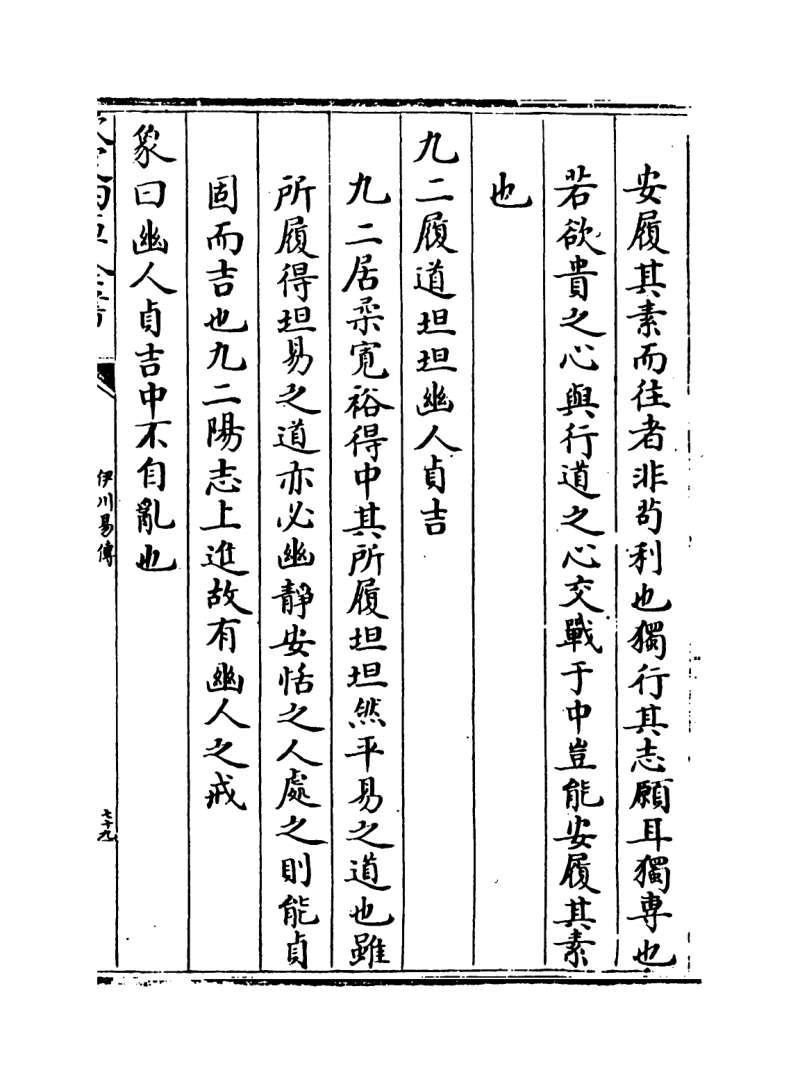 安履其素而往者非茍利也獨行其志願耳獨專也
若欲貴之心與行道之心交戰于中豈能安履其素
也
九二履道坦坦幽人貞吉
九二居柔寛裕得中其所履坦坦然平易之道也雖
所履得坦易之道亦必幽靜安恬之人處之則能貞
固而吉也九二陽志上進故有幽人之戒
象曰幽人貞吉中不自亂也
伊川易傳
七十九